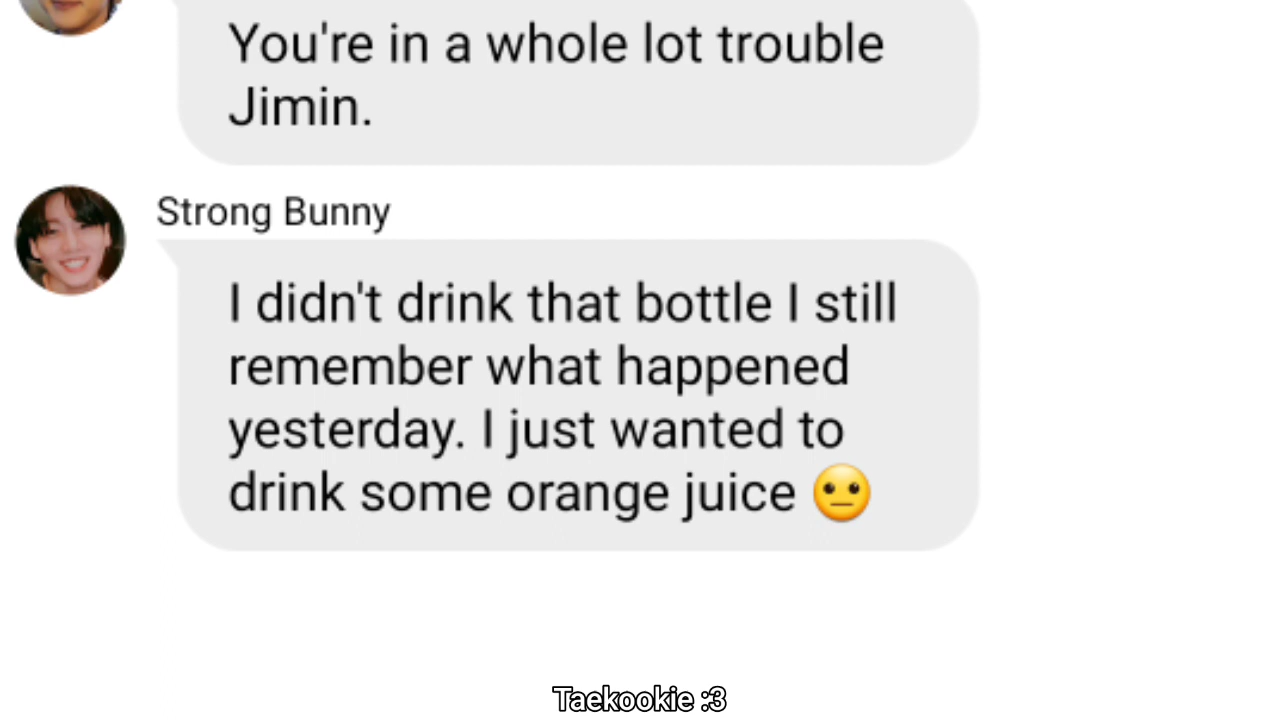 You're in a whole lot trouble
Jimin.
Strong Bunny
I didn't drink that bottle I still
remember what happened
yesterday. I just wanted to
drink some orange juice 😐
Taekookie :3